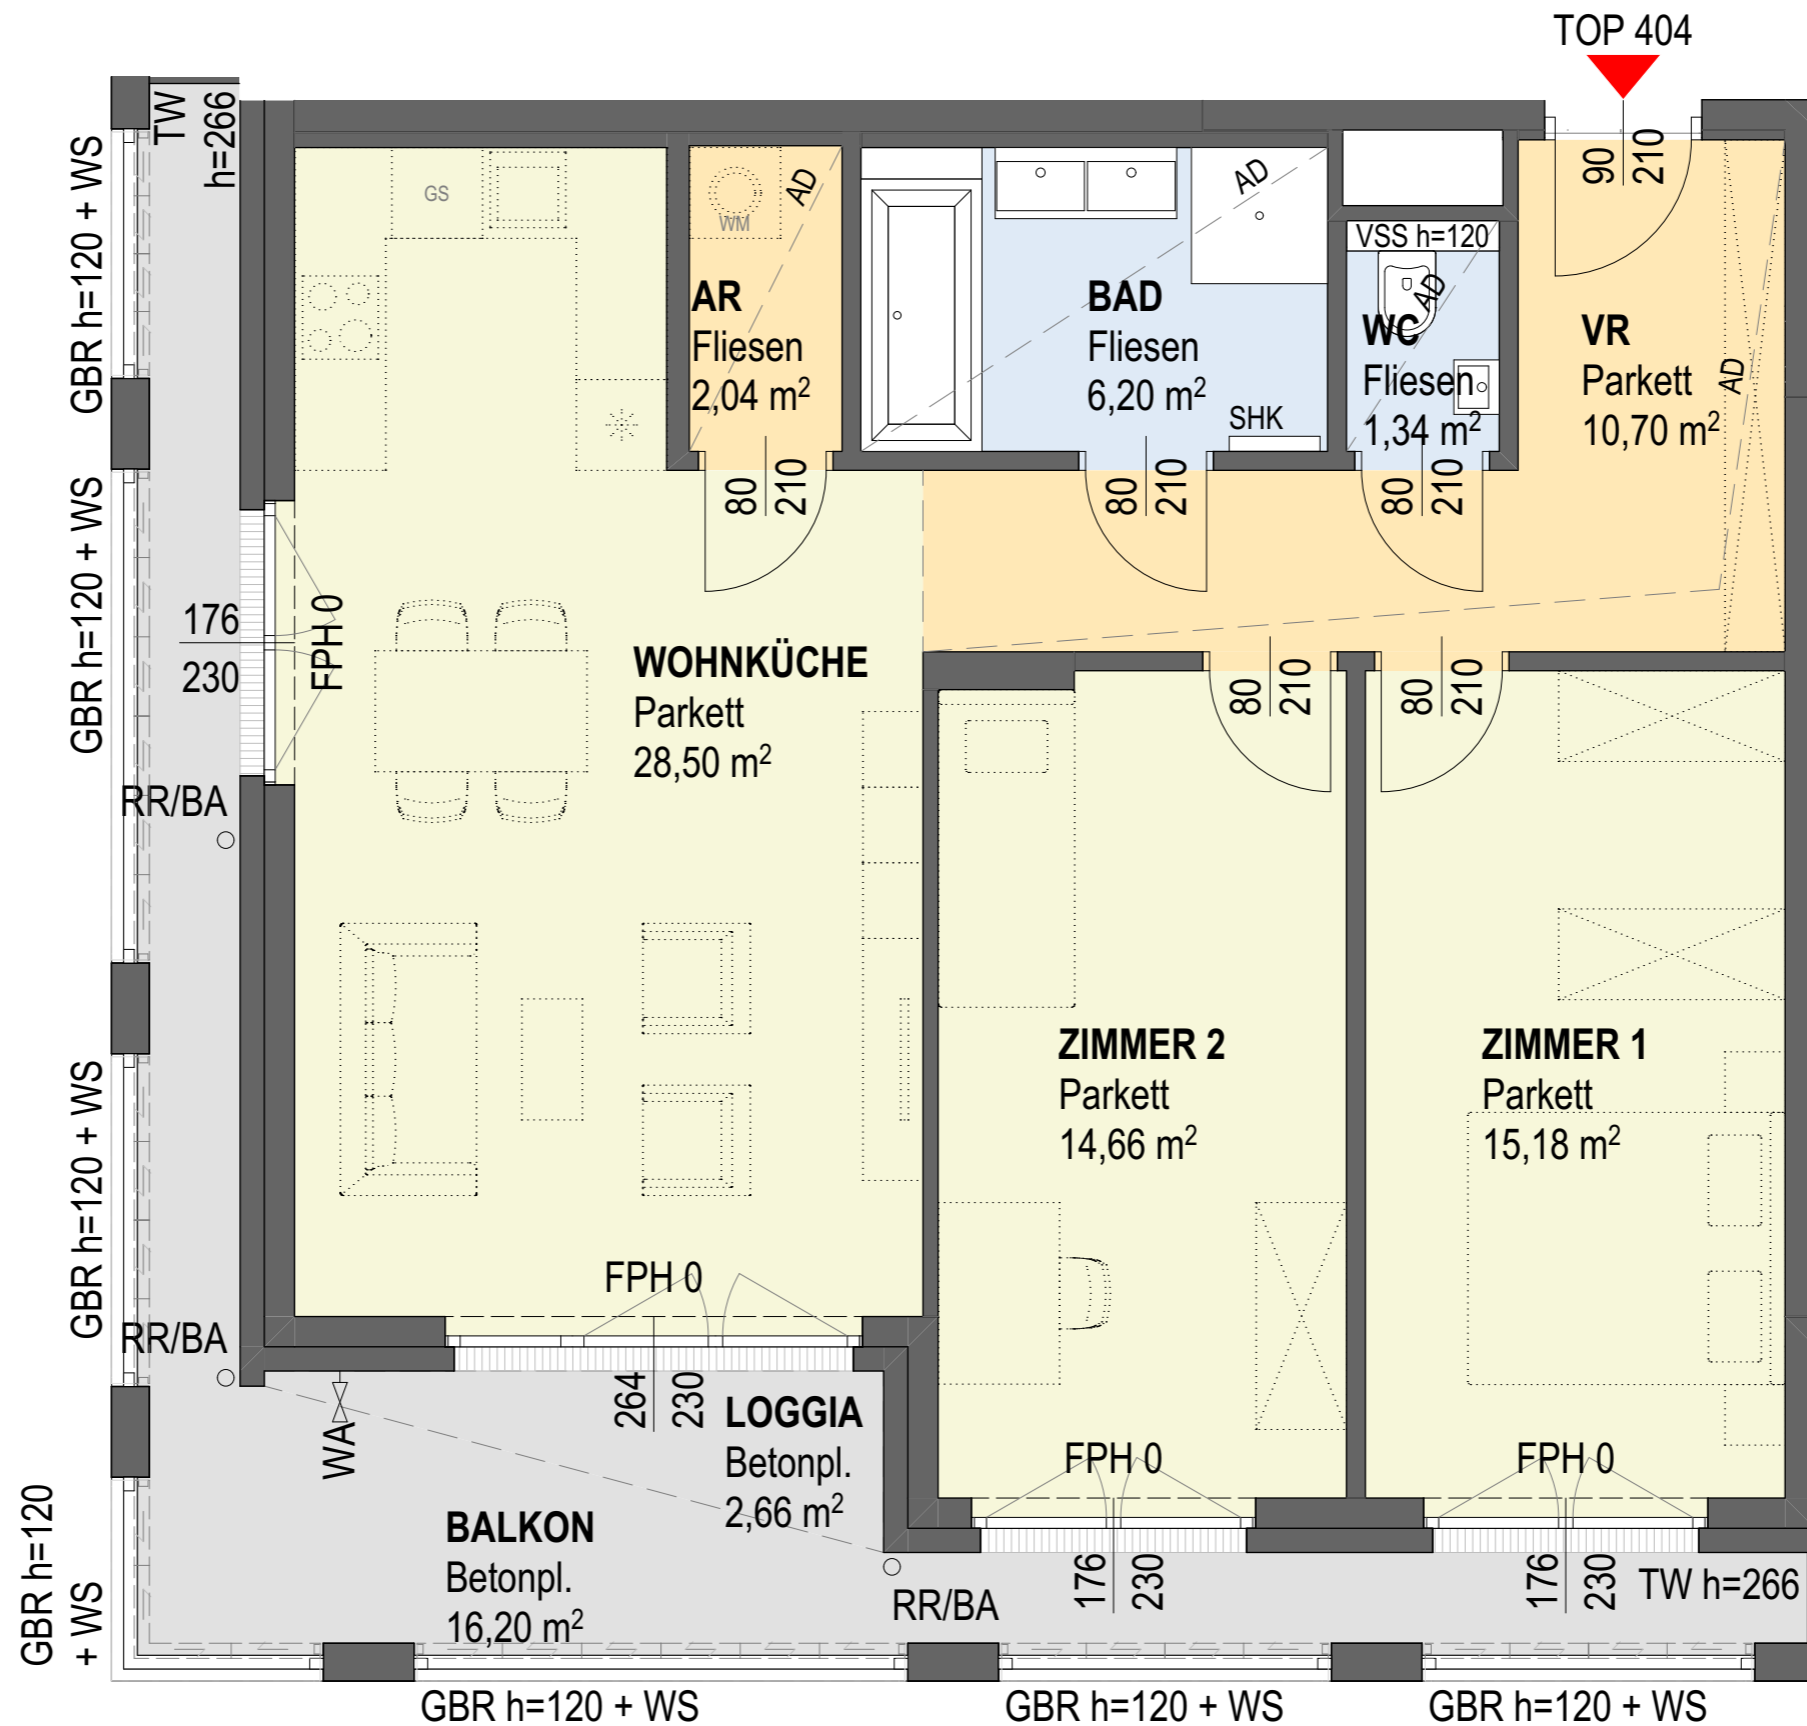 TOP 404
TW
h=266
90
210
GBR h=120 + WS
GS
WM
AD
AD
VSS h=120
AD
AR
Fliesen
2,04 m²
BAD
Fliesen
6,20 m²
WC
Fliesen
1,34 m²
VR
Parkett
10,70 m²
AD
SHK
80
210
80
210
80
210
GBR h=120 + WS
176
230
FPH 0
WOHNKÜCHE
Parkett
28,50 m²
80
210
80
210
RR/BA
ZIMMER 2
Parkett
14,66 m²
ZIMMER 1
Parkett
15,18 m²
GBR h=120 + WS
FPH 0
RR/BA
264
230
LOGGIA
Betonpl.
2,66 m²
WA
FPH 0
FPH 0
BALKON
Betonpl.
16,20 m²
RR/BA
176
230
176
230
TW h=266
GBR h=120
+ WS
GBR h=120 + WS
GBR h=120 + WS
GBR h=120 + WS